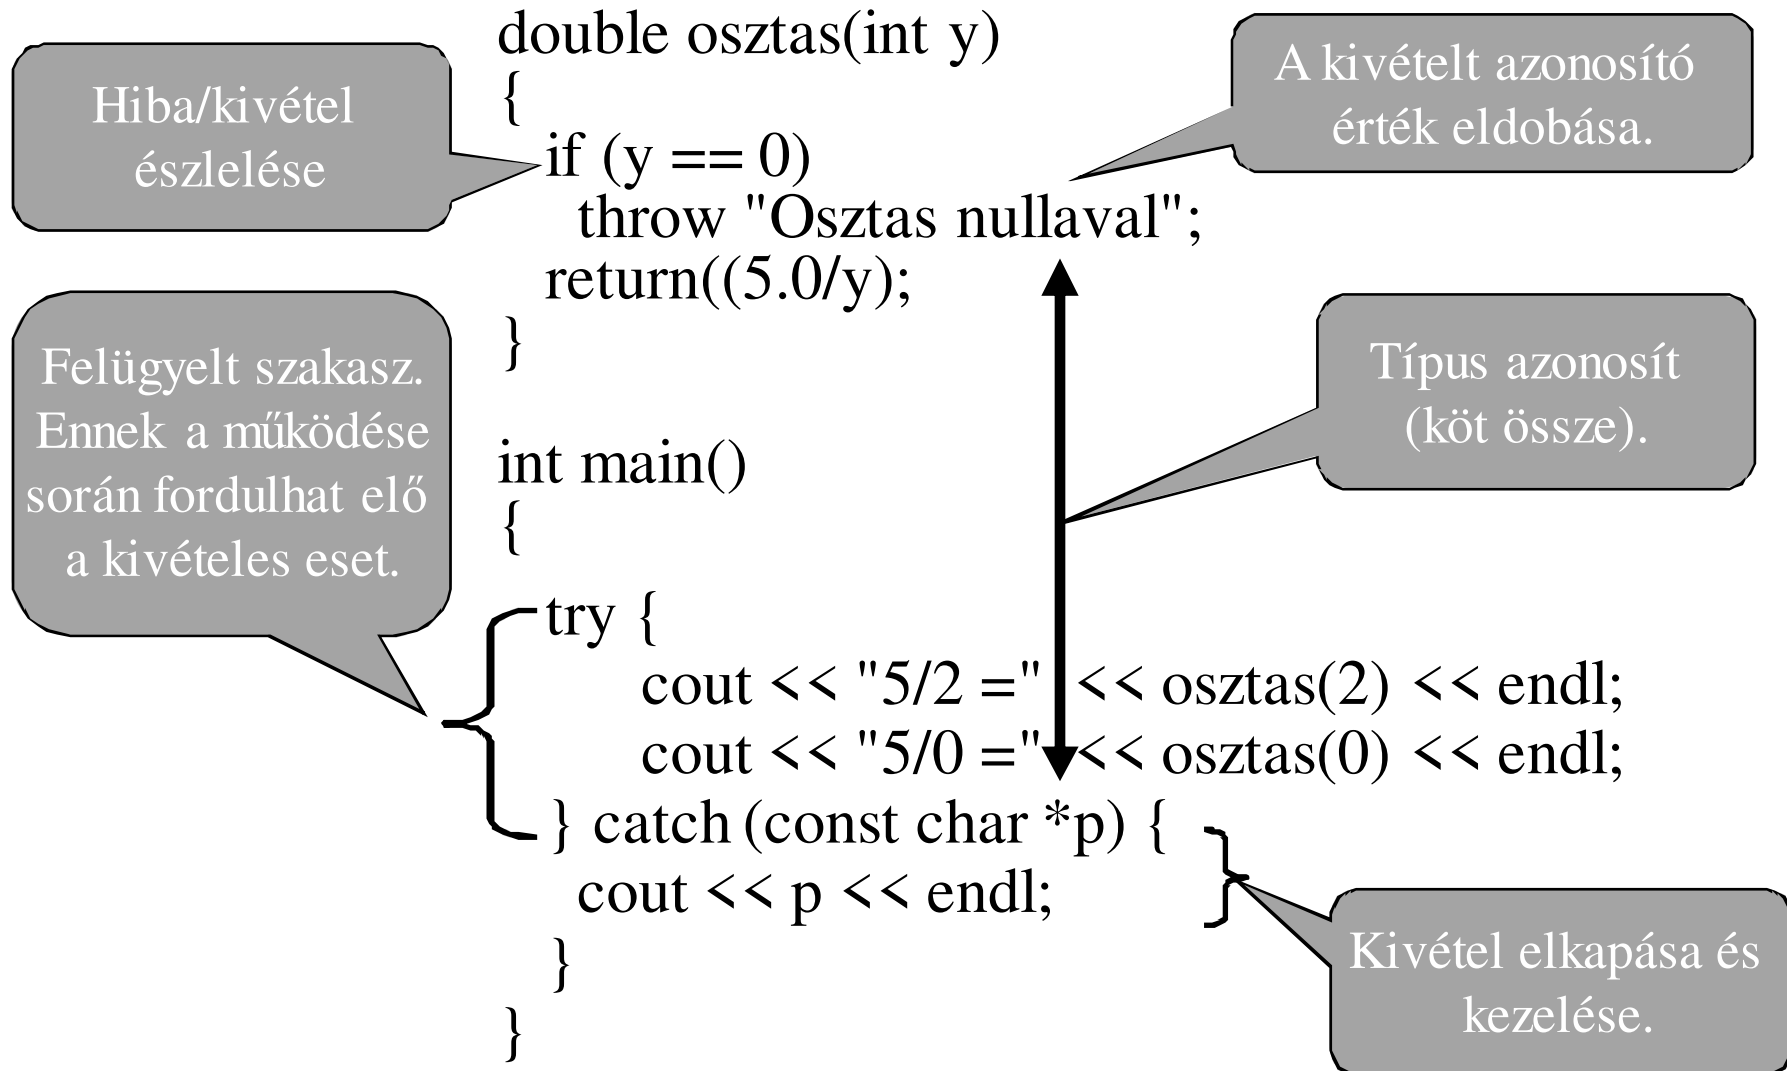 double osztas(int y)
{
if (y == 0)
throw "Osztas nullaval";
return((5.0/y);
}
int main()
{
try {
cout << "5/2 =" << osztas(2) << endl;
cout << "5/0 =" << osztas(0) << endl;
} catch (const char *p) {
cout << p << endl;
}
}
Hiba/kivétel
észlelése
A kivételt azonosító
érték eldobása.
Felügyelt szakasz.
Ennek a működése
során fordulhat elő
a kivételes eset.
Típus azonosít
(köt össze).
Kivétel elkapása és
kezelése.